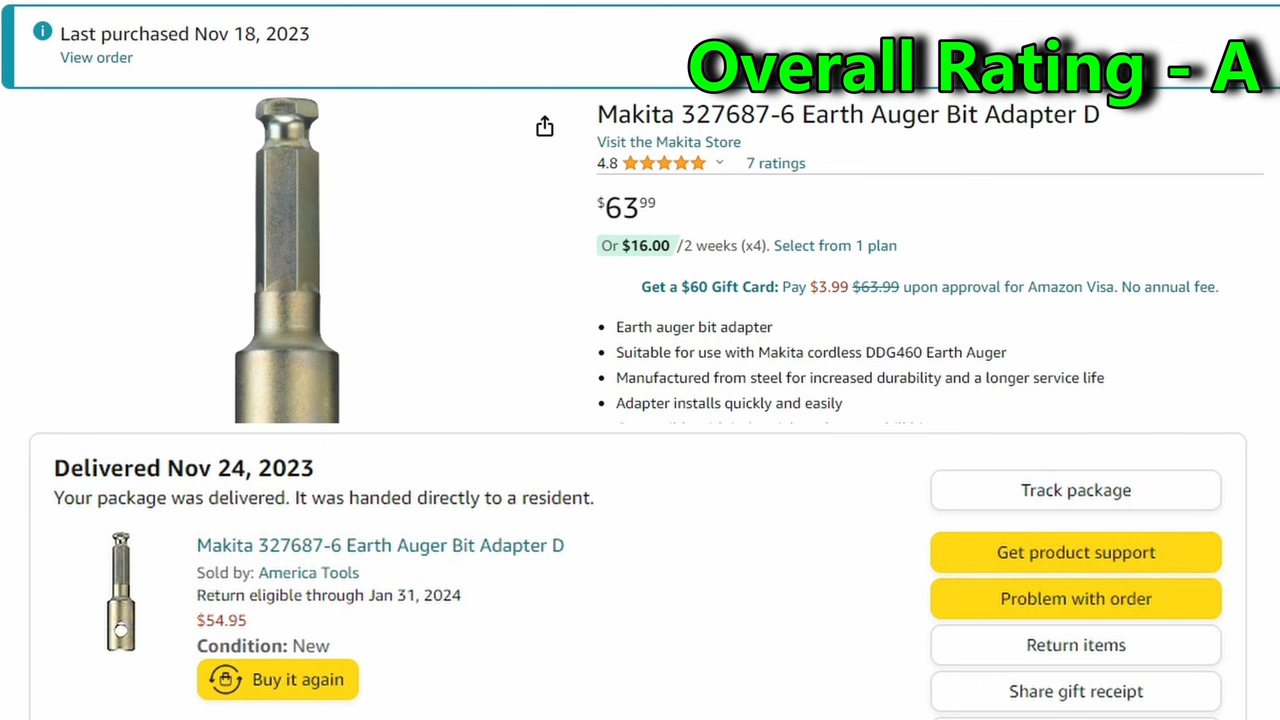 Last purchased Nov 18, 2023
View order
Overall Rating - A
Makita 327687-6 Earth Auger Bit Adapter D
Visit the Makita Store
4.8 7 ratings
$63 99
Or $16.00 /2 weeks (x4). Select from 1 plan
Get a $60 Gift Card: Pay $3.99 $63.99 upon approval for Amazon Visa. No annual fee.
• Earth auger bit adapter
• Suitable for use with Makita cordless DDG460 Earth Auger
• Manufactured from steel for increased durability and a longer service life
• Adapter installs quickly and easily
Delivered Nov 24, 2023
Your package was delivered. It was handed directly to a resident.
Makita 327687-6 Earth Auger Bit Adapter D
Sold by: America Tools
Return eligible through Jan 31, 2024
$54.95
Condition: New
Buy it again
Track package
Get product support
Problem with order
Return items
Share gift receipt